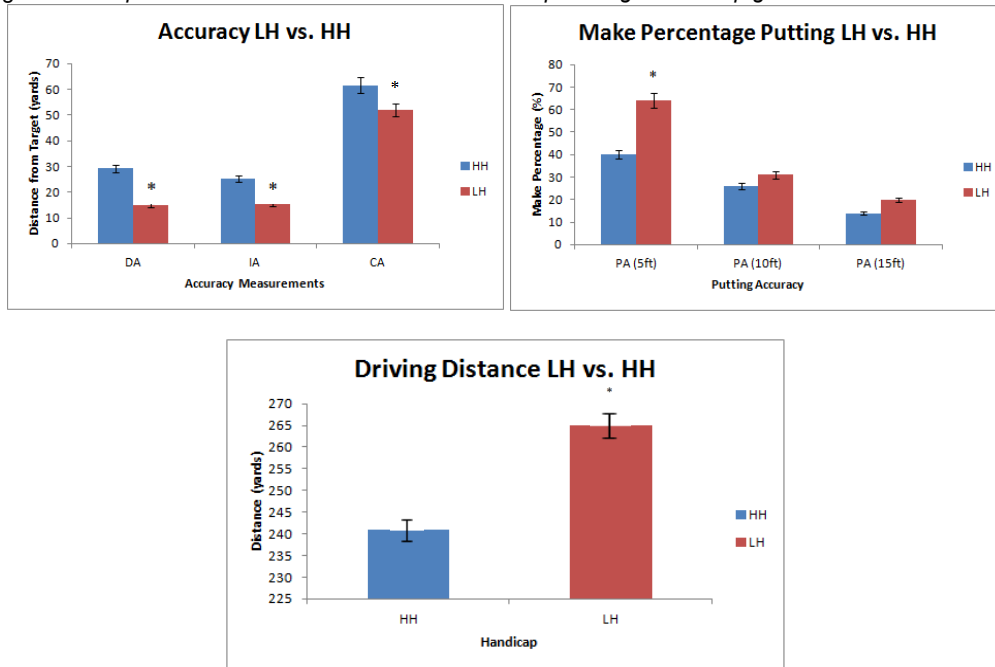 Accuracy LH vs. HH
Distance from Target (yards)
70
60
50
40
30
20
10
0
*
*
*
DA IA CA
Accuracy Measurements
HH
LH
Make Percentage Putting LH vs. HH
Make Percentage (%)
80
70
60
50
40
30
20
10
0
*
PA (5ft) PA (10ft) PA (15ft)
Putting Accuracy
HH
LH
Driving Distance LH vs. HH
Distance (yards)
270
265
260
255
250
245
240
235
230
225
*
HH LH
Handicap
HH
LH